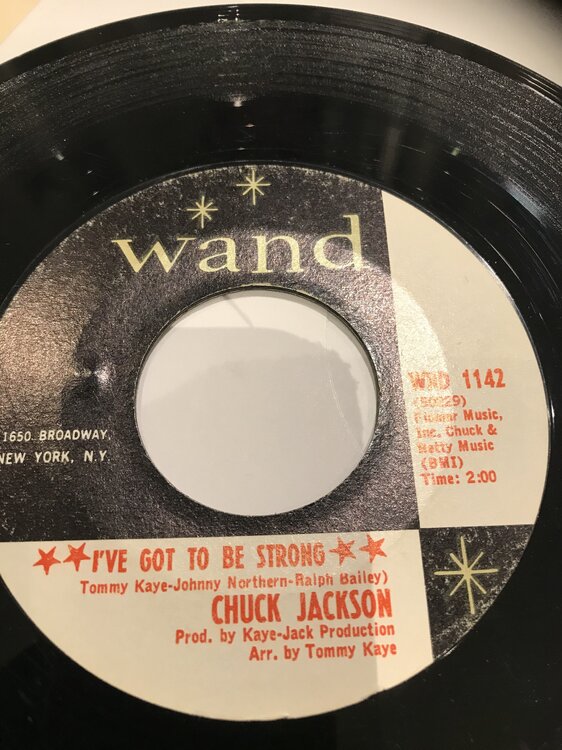 wand
WND 1142
Music,
Inc. Chuck &
Music
(BMI)
Time: 2:00
1650 BROADWAY,
NEW YORK, N.Y
I'VE GOT TO BE STRONG
Tommy Kaye-Johnny Northern-Ralph Bailey)
CHUCK JACKSON
Prod. by Kaye-Jack Production
Arr. by Tommy Kaye